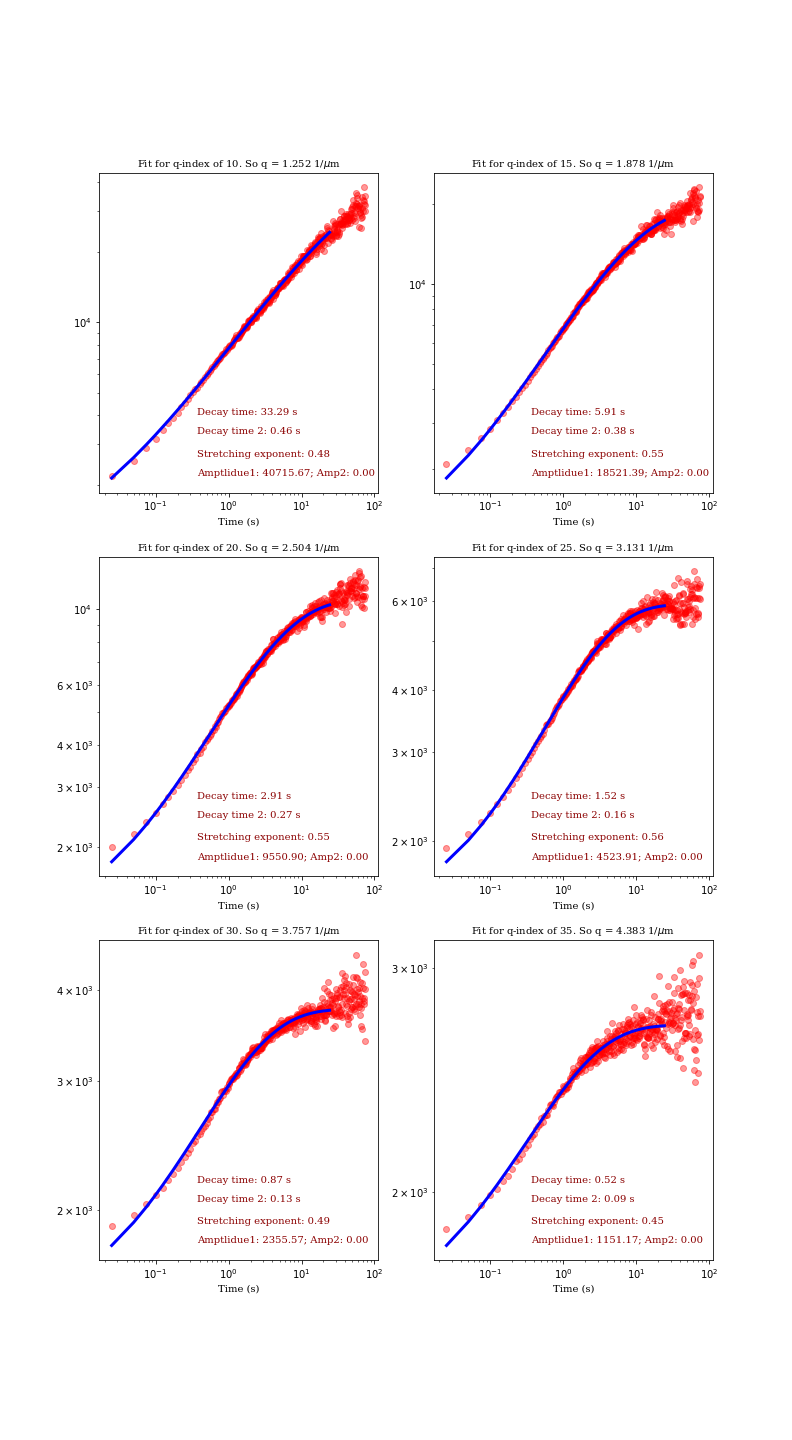 Fit for q-index of 10. So q = 1.252 1/μm
10⁴
Decay time: 33.29 s
Decay time 2: 0.46 s
Stretching exponent: 0.48
Amptlidue1: 40715.67; Amp2: 0.00
10⁻¹ 10⁰ 10¹ 10²
Time (s)
Fit for q-index of 15. So q = 1.878 1/μm
10⁴
Decay time: 5.91 s
Decay time 2: 0.38 s
Stretching exponent: 0.55
Amptlidue1: 18521.39; Amp2: 0.00
10⁻¹ 10⁰ 10¹ 10²
Time (s)
Fit for q-index of 20. So q = 2.504 1/μm
10⁴
6 × 10³
4 × 10³
3 × 10³
2 × 10³
Decay time: 2.91 s
Decay time 2: 0.27 s
Stretching exponent: 0.55
Amptlidue1: 9550.90; Amp2: 0.00
10⁻¹ 10⁰ 10¹ 10²
Time (s)
Fit for q-index of 25. So q = 3.131 1/μm
6 × 10³
4 × 10³
3 × 10³
2 × 10³
Decay time: 1.52 s
Decay time 2: 0.16 s
Stretching exponent: 0.56
Amptlidue1: 4523.91; Amp2: 0.00
10⁻¹ 10⁰ 10¹ 10²
Time (s)
Fit for q-index of 30. So q = 3.757 1/μm
4 × 10³
3 × 10³
2 × 10³
Decay time: 0.87 s
Decay time 2: 0.13 s
Stretching exponent: 0.49
Amptlidue1: 2355.57; Amp2: 0.00
10⁻¹ 10⁰ 10¹ 10²
Time (s)
Fit for q-index of 35. So q = 4.383 1/μm
3 × 10³
2 × 10³
Decay time: 0.52 s
Decay time 2: 0.09 s
Stretching exponent: 0.45
Amptlidue1: 1151.17; Amp2: 0.00
10⁻¹ 10⁰ 10¹ 10²
Time (s)